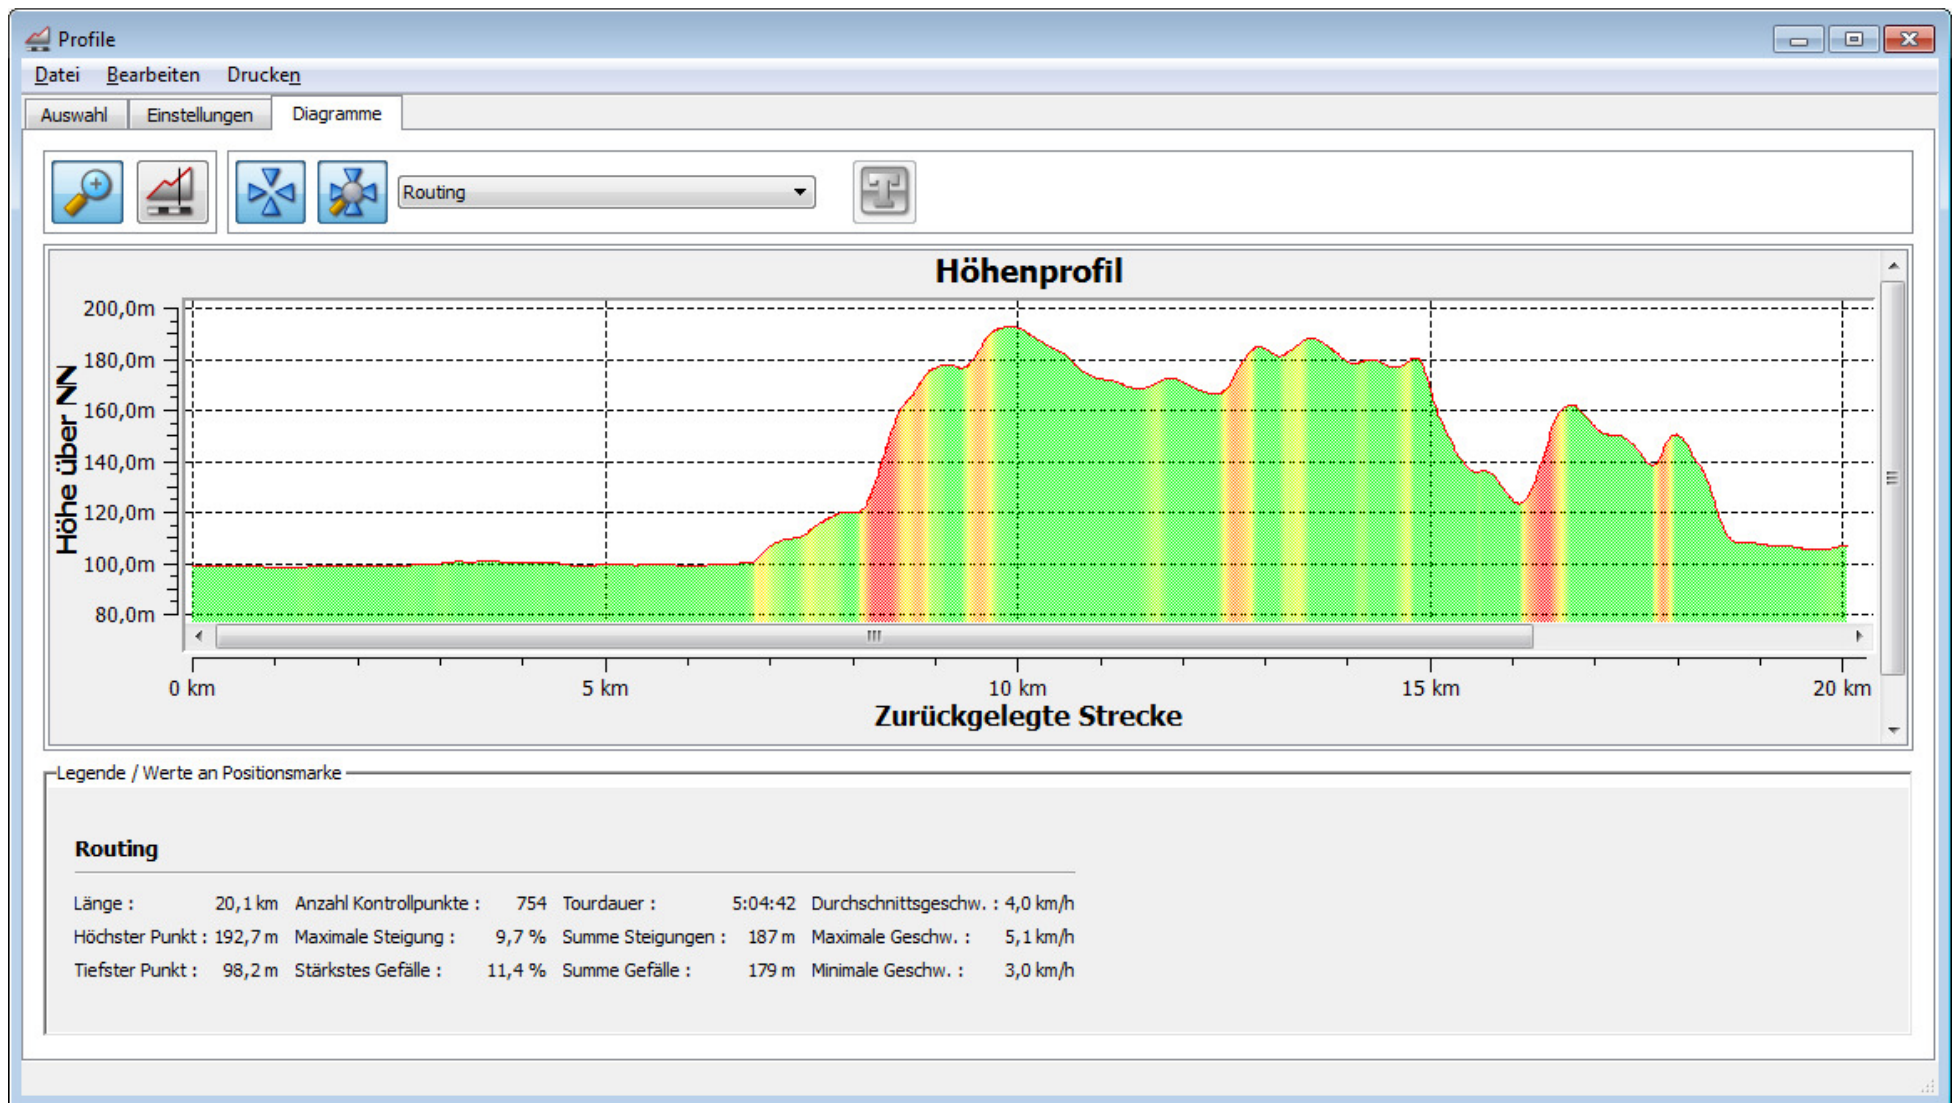 Profile
Datei Bearbeiten Drucken
Auswahl Einstellungen Diagramme
Routing
Höhenprofil
200,0m
180,0m
160,0m
140,0m
120,0m
100,0m
80,0m
Höhe über NN
0 km 5 km 10 km 15 km 20 km
Zurückgelegte Strecke
Legende / Werte an Positionsmarke
Routing
Länge : 20,1 km Anzahl Kontrollpunkte : 754 Tourdauer : 5:04:42 Durchschnittsgeschw. : 4,0 km/h
Höchster Punkt : 192,7 m Maximale Steigung : 9,7 % Summe Steigungen : 187 m Maximale Geschw. : 5,1 km/h
Tiefster Punkt : 98,2 m Stärkstes Gefälle : 11,4 % Summe Gefälle : 179 m Minimale Geschw. : 3,0 km/h